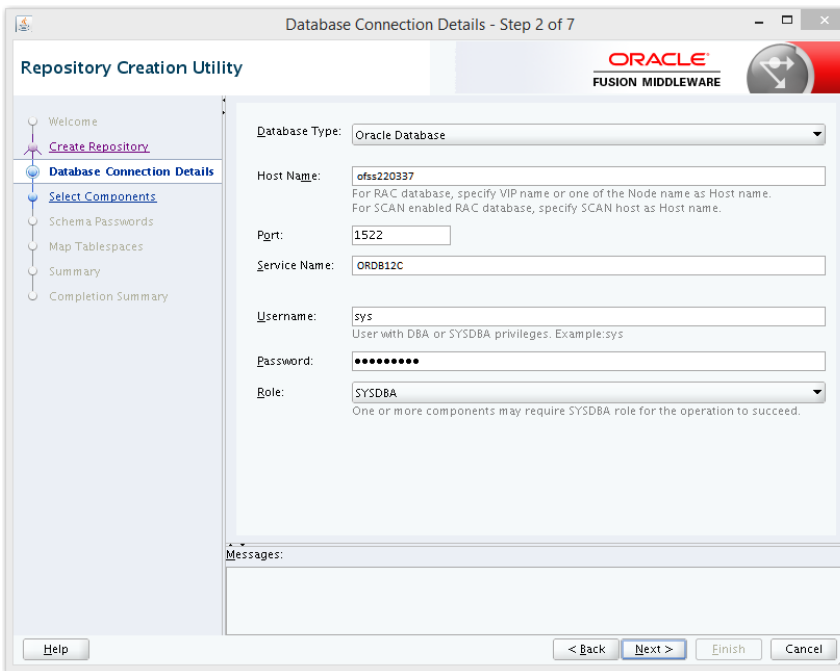 Database Connection Details - Step 2 of 7
Repository Creation Utility
ORACLE
FUSION MIDDLEWARE
Welcome
Create Repository
Database Connection Details
Select Components
Schema Passwords
Map Tablespaces
Summary
Completion Summary
Database Type: Oracle Database
Host Name: ofss220337
For RAC database, specify VIP name or one of the Node name as Host name.
For SCAN enabled RAC database, specify SCAN host as Host name.
Port: 1522
Service Name: ORDB12C
Username: sys
User with DBA or SYSDBA privileges. Example:sys
Password: •••••••••
Role: SYSDBA
One or more components may require SYSDBA role for the operation to succeed.
Messages:
Help
< Back
Next >
Finish
Cancel